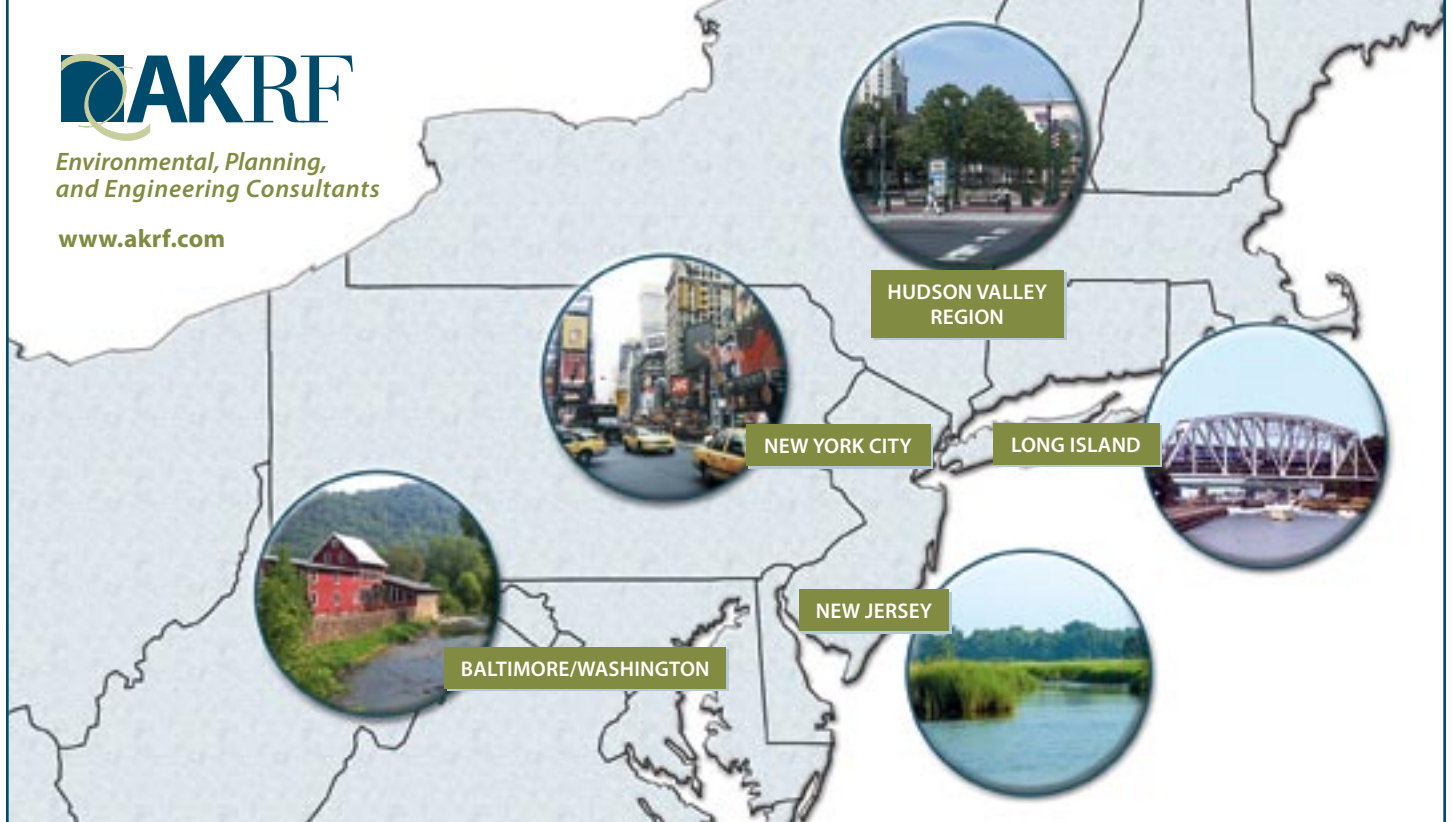 AKRF
Environmental, Planning,
and Engineering Consultants
www.akrf.com
HUDSON VALLEY
REGION
NEW YORK CITY
LONG ISLAND
NEW JERSEY
BALTIMORE/WASHINGTON